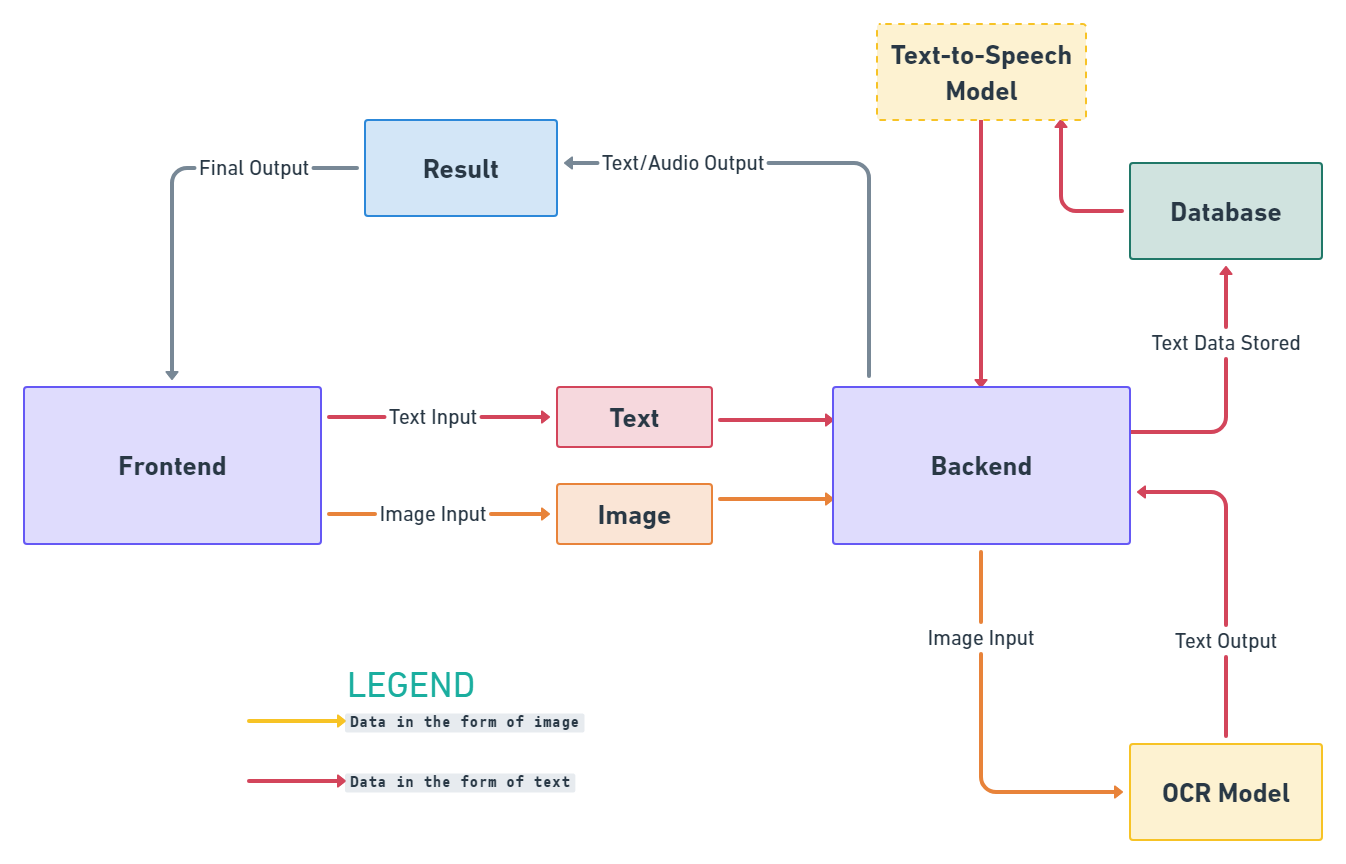 Text-to-Speech
Model
Result
Final Output
Text/Audio Output
Database
Text Data Stored
Frontend
Text Input
Text
Backend
Image Input
Image
Image Input
Text Output
LEGEND
Data in the form of image
Data in the form of text
OCR Model